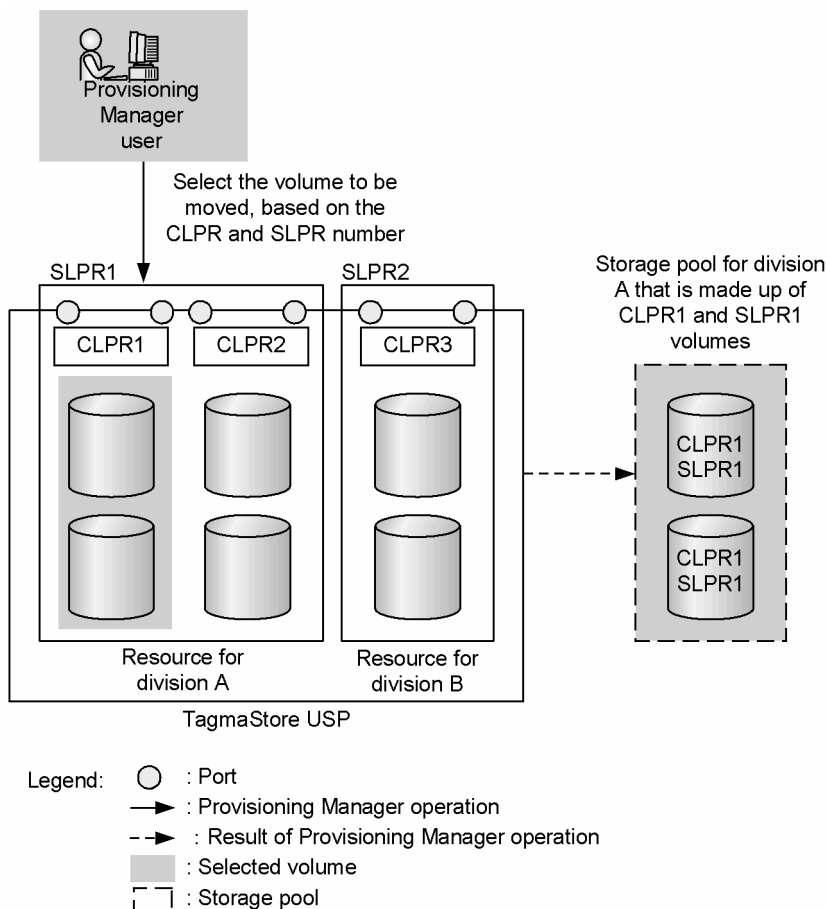 Provisioning
Manager
user
Select the volume to be
moved, based on the
CLPR and SLPR number
SLPR1
SLPR2
CLPR1
CLPR2
CLPR3
Storage pool for division
A that is made up of
CLPR1 and SLPR1
volumes
CLPR1
SLPR1
CLPR1
SLPR1
Resource for
division A
Resource for
division B
TagmaStore USP
Legend:
: Port
: Provisioning Manager operation
: Result of Provisioning Manager operation
: Selected volume
: Storage pool